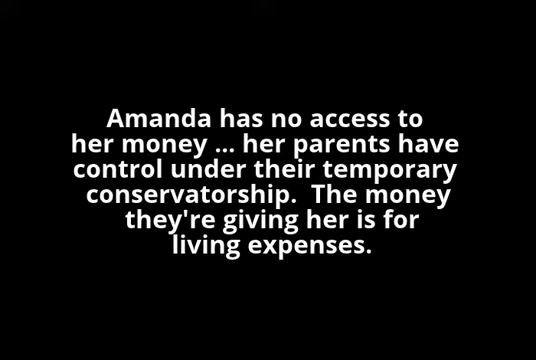 Amanda has no access to
her money ... her parents have
control under their temporary
conservatorship.  The money
they're giving her is for
living expenses.